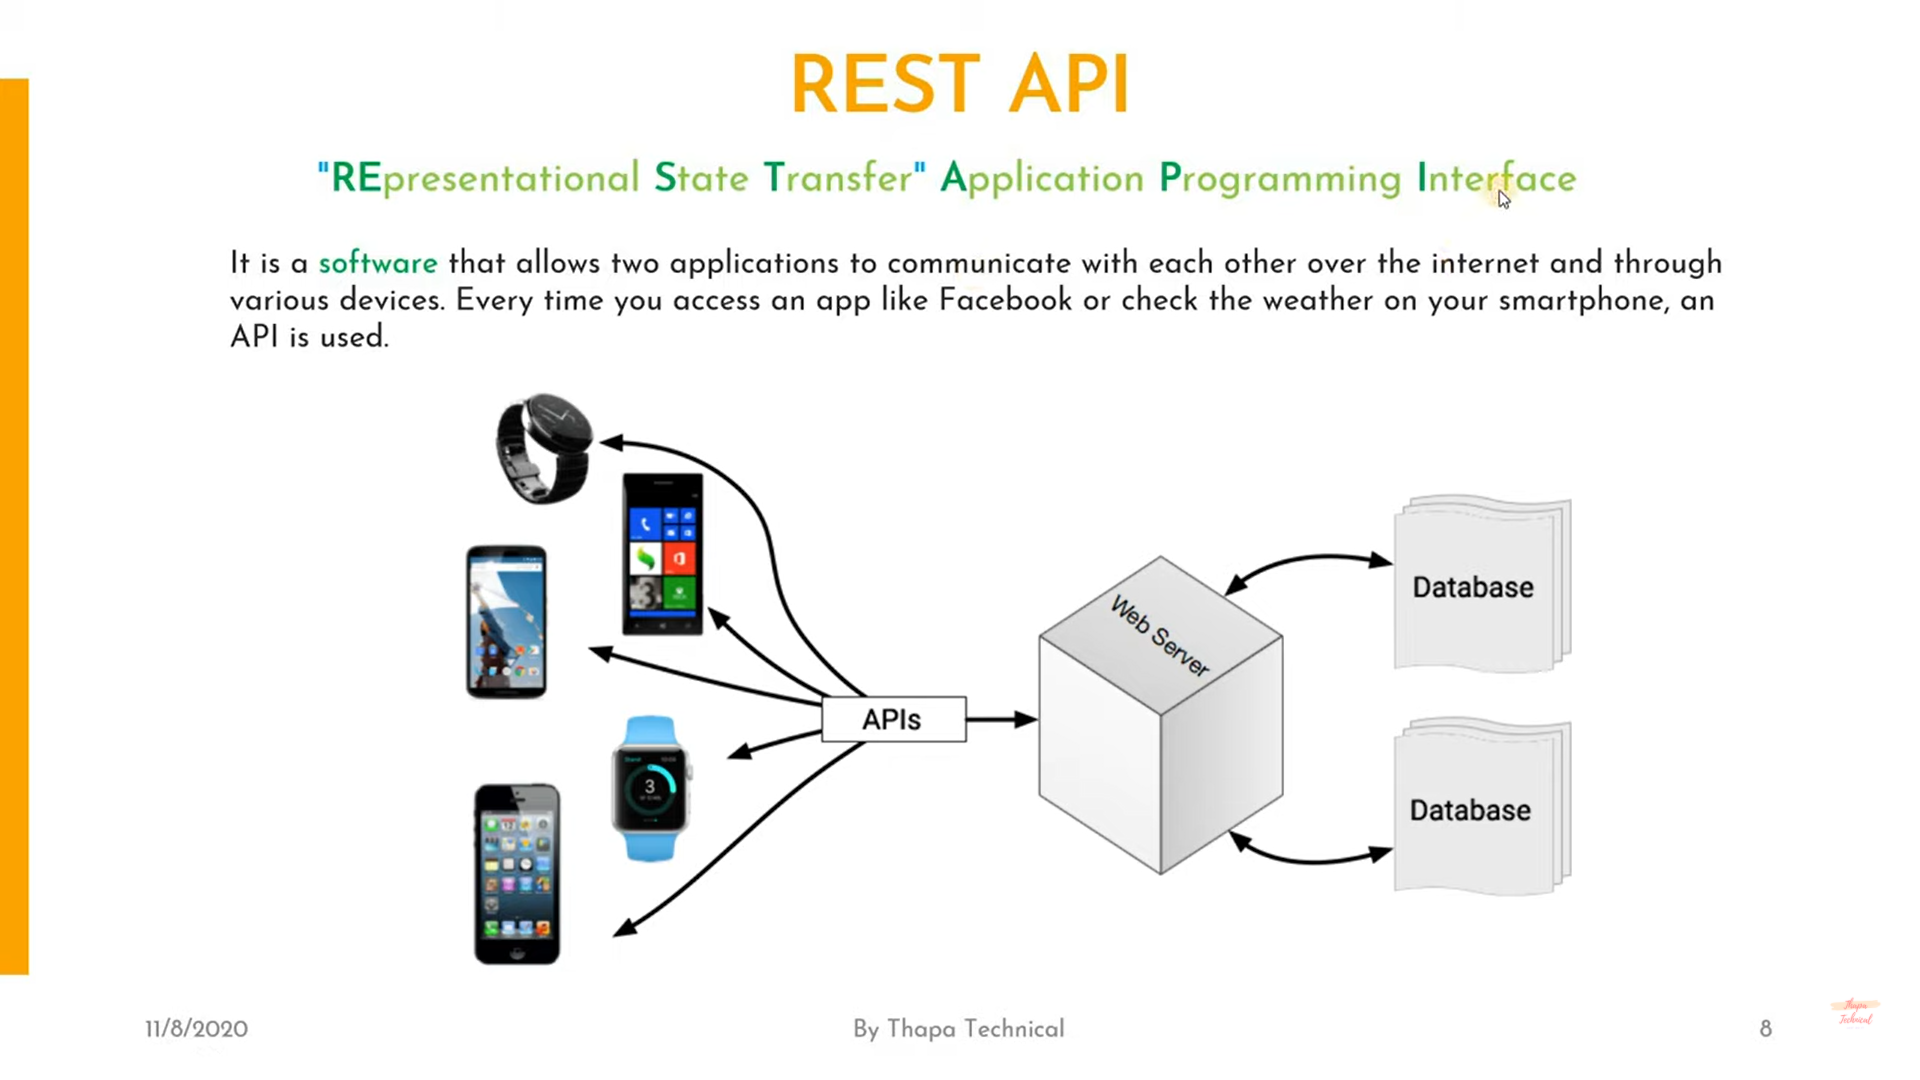 REST API
"REpresentational State Transfer" Application Programming Interface
It is a software that allows two applications to communicate with each other over the internet and through
various devices. Every time you access an app like Facebook or check the weather on your smartphone, an
API is used.
3
APIs
Web Server
Database
Database
11/8/2020
By Thapa Technical
8
Thapa
Technical